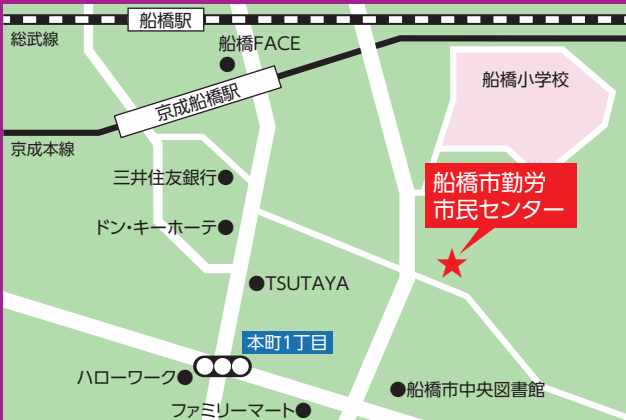 船橋駅
総武線
船橋FACE
船橋小学校
京成船橋駅
京成本線
三井住友銀行
船橋市勤労
市民センター
ドン・キーホーテ
TSUTAYA
本町1丁目
ハローワーク
船橋市中央図書館
ファミリーマート